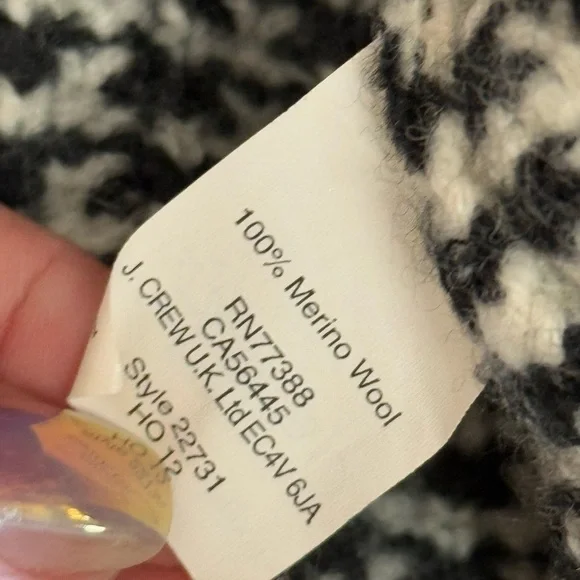 100% Merino Wool
RN77388
CA56445
J. CREW U.K. Ltd EC4V 6JA
Style 22731
HO 12